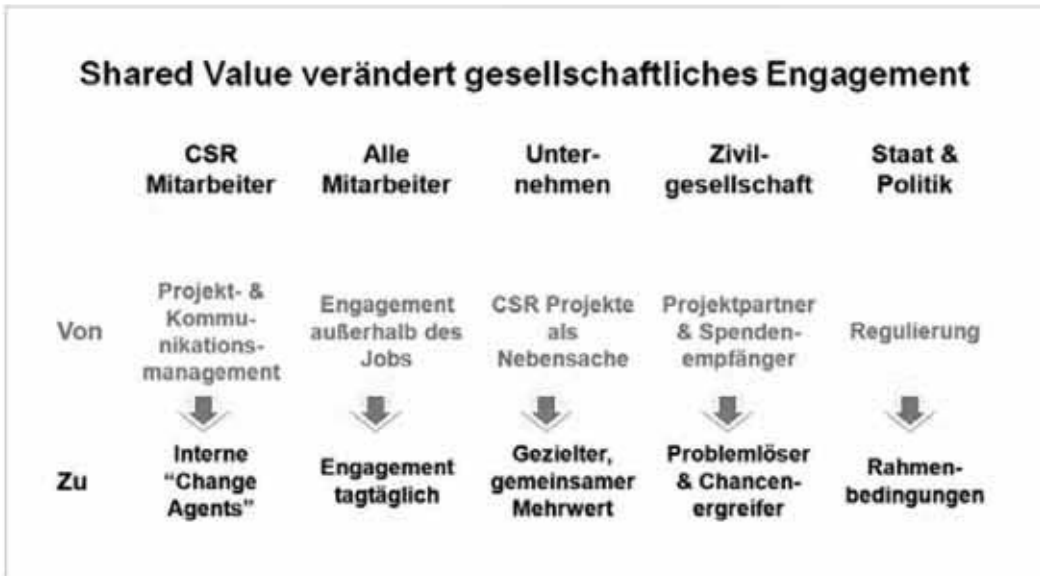 Shared Value verändert gesellschaftliches Engagement
CSR
Mitarbeiter
Alle
Mitarbeiter
Unter-
nehmen
Zivil-
gesellschaft
Staat &
Politik
Von
Projekt- &
Kommu-
nikations-
management
Engagement
außerhalb des
Jobs
CSR Projekte
als
Nebensache
Projektpartner
& Spenden-
empfänger
Regulierung
Zu
Interne
“Change
Agents”
Engagement
tagtäglich
Gezielter,
gemeinsamer
Mehrwert
Problemlöser
& Chancen-
ergreifer
Rahmen-
bedingungen